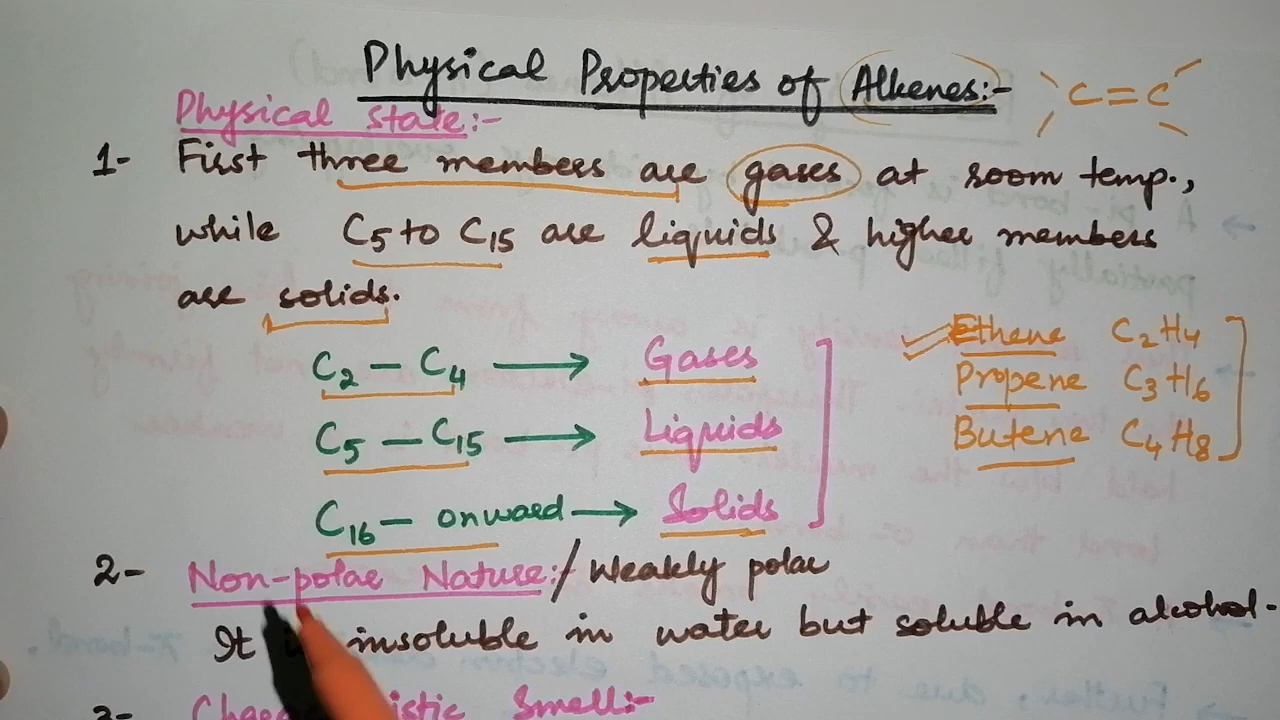 Physical Properties of Alkenes:-
C=C
Physical state:-
1- First three members are gases at room temp.,
while C5 to C15 are liquids & higher members
are solids.
C2 - C4 → Gases
C5 - C15 → Liquids
C16 - onward → Solids
Ethene C2H4
Propene C3H6
Butene C4H8
2- Non-polar Nature:/ Weakly polar
It insoluble in water but soluble in alcohol.
3- Smell:-